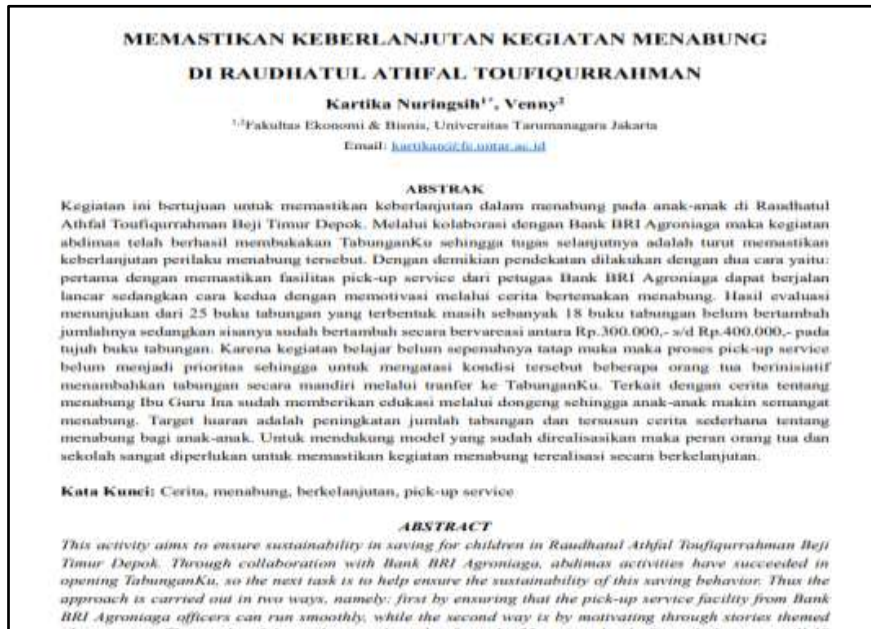 MEMASTIKAN KEBERLANJUTAN KEGIATAN MENABUNG
DI RAUDHATUL ATHFAL TOUFIQURRAHMAN
Kartika Nuringsih¹*, Venny²
¹,²Fakultas Ekonomi & Bisnis, Universitas Tarumanagara Jakarta
Email: kartikan@fe.untar.ac.id
ABSTRAK
Kegiatan ini bertujuan untuk memastikan keberlanjutan dalam menabung pada anak-anak di Raudhatul
Athfal Toufiqurrahman Beji Timur Depok. Melalui kolaborasi dengan Bank BRI Agroniaga maka kegiatan
abdimas telah berhasil membukakan TabunganKu sehingga tugas selanjutnya adalah turut memastikan
keberlanjutan perilaku menabung tersebut. Dengan demikian pendekatan dilakukan dengan dua cara yaitu:
pertama dengan memastikan fasilitas pick-up service dari petugas Bank BRI Agroniaga dapat berjalan
lancar sedangkan cara kedua dengan memotivasi melalui cerita bertemakan menabung. Hasil evaluasi
menunjukan dari 25 buku tabungan yang terbentuk masih sebanyak 18 buku tabungan belum bertambah
jumlahnya sedangkan sisanya sudah bertambah secara bervareasi antara Rp.300.000,- s/d Rp.400.000,- pada
tujuh buku tabungan. Karena kegiatan belajar belum sepenuhnya tatap muka maka proses pick-up service
belum menjadi prioritas sehingga untuk mengatasi kondisi tersebut beberapa orang tua berinisiatif
menambahkan tabungan secara mandiri melalui tranfer ke TabunganKu. Terkait dengan cerita tentang
menabung Ibu Guru Ina sudah memberikan edukasi melalui dongeng sehingga anak-anak makin semangat
menabung. Target luaran adalah peningkatan jumlah tabungan dan tersusun cerita sederhana tentang
menabung bagi anak-anak. Untuk mendukung model yang sudah direalisasikan maka peran orang tua dan
sekolah sangat diperlukan untuk memastikan kegiatan menabung terealisasi secara berkelanjutan.
Kata Kunci: Cerita, menabung, berkelanjutan, pick-up service
ABSTRACT
This activity aims to ensure sustainability in saving for children in Raudhatul Athfal Toufiqurrahman Beji
Timur Depok. Through collaboration with Bank BRI Agroniaga, abdimas activities have succeeded in
opening TabunganKu, so the next task is to help ensure the sustainability of this saving behavior. Thus the
approach is carried out in two ways, namely: first by ensuring that the pick-up service facility from Bank
BRI Agroniaga officers can run smoothly, while the second way is by motivating through stories themed